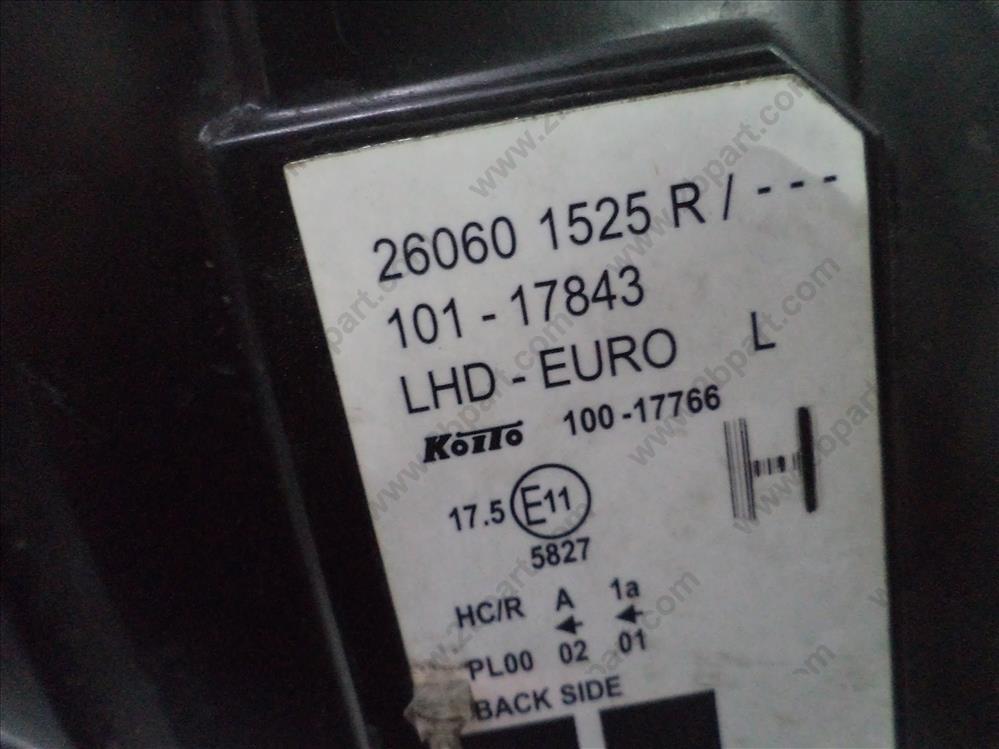 26060 1525 R / - - -
101 - 17843
LHD - EURO L
KOITO 100 -17766
17.5 E11
5827
HC/R A 1a
PL00 02 01
BACK SIDE